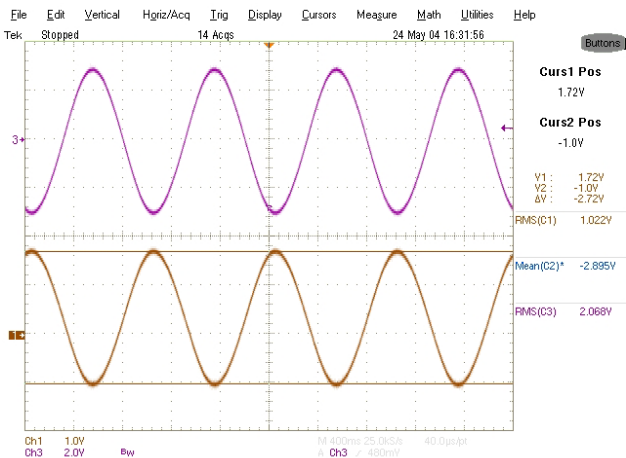 File Edit Vertical Horiz/Acq Trig Display Cursors Measure Math Utilities Help
Tek Stopped 14 Acqs 24 May 04 16:31:56
Buttons
Curs1 Pos
1.72V
Curs2 Pos
-1.0V
3
V1 : 1.72V
V2 : -1.0V
ΔV : -2.72V
RMS(C1) 1.022V
Mean(C2)* -2.895V
RMS(C3) 2.068V
1
Ch1 1.0V M 400ms 25.0kS/s 40.0µs/pt
Ch3 2.0V Bw A Ch3 / 480mV